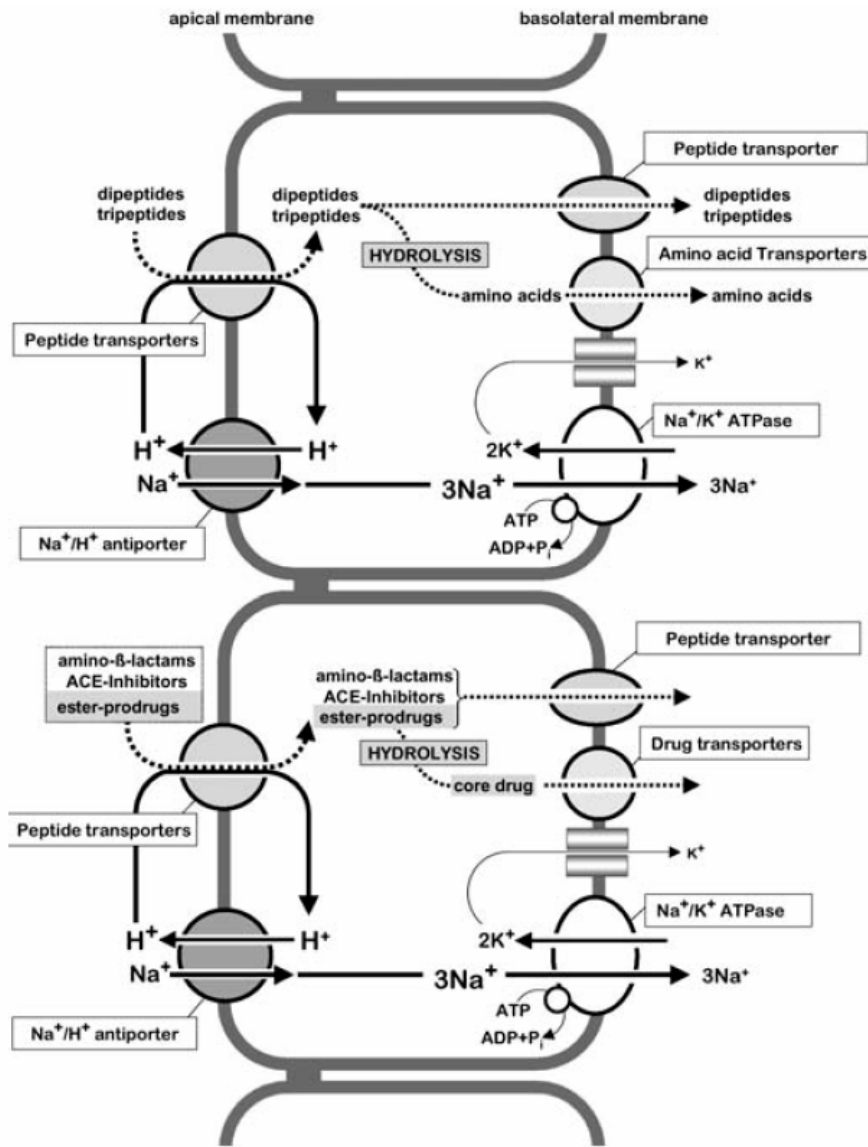 apical membrane
basolateral membrane
Peptide transporter
dipeptides
tripeptides
dipeptides
tripeptides
dipeptides
tripeptides
HYDROLYSIS
Amino acid Transporters
amino acids
amino acids
Peptide transporters
K⁺
Na⁺/K⁺ ATPase
H⁺
H⁺
2K⁺
Na⁺
3Na⁺
3Na⁺
ATP
ADP+Pi
Na⁺/H⁺ antiporter
Peptide transporter
amino-ß-lactams
ACE-Inhibitors
ester-prodrugs
amino-ß-lactams
ACE-Inhibitors
ester-prodrugs
HYDROLYSIS
Drug transporters
core drug
Peptide transporters
K⁺
Na⁺/K⁺ ATPase
H⁺
H⁺
2K⁺
Na⁺
3Na⁺
3Na⁺
ATP
ADP+Pi
Na⁺/H⁺ antiporter